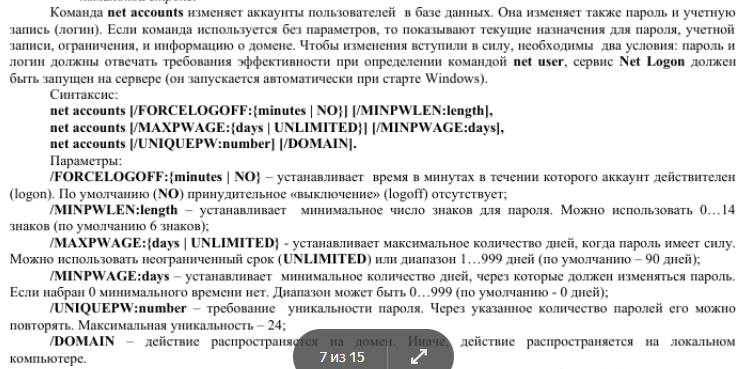 Команда net accounts изменяет аккаунты пользователей в базе данных. Она изменяет также пароль и учетную
запись (логин). Если команда используется без параметров, то показывают текущие назначения для пароля, учетной
записи, ограничения, и информацию о домене. Чтобы изменения вступили в силу, необходимы два условия: пароль и
логин должны отвечать требования эффективности при определении командой net user, сервис Net Logon должен
быть запущен на сервере (он запускается автоматически при старте Windows).
Синтаксис:
net accounts [/FORCELOGOFF:{minutes | NO}] [/MINPWLEN:length],
net accounts [/MAXPWAGE:{days | UNLIMITED}] [/MINPWAGE:days],
net accounts [/UNIQUEPW:number] [/DOMAIN].
Параметры:
/FORCELOGOFF:{minutes | NO} – устанавливает время в минутах в течении которого аккаунт действителен
(logon). По умолчанию (NO) принудительное «выключение» (logoff) отсутствует;
/MINPWLEN:length – устанавливает минимальное число знаков для пароля. Можно использовать 0…14
знаков (по умолчанию 6 знаков);
/MAXPWAGE:{days | UNLIMITED} - устанавливает максимальное количество дней, когда пароль имеет силу.
Можно использовать неограниченный срок (UNLIMITED) или диапазон 1…999 дней (по умолчанию – 90 дней);
/MINPWAGE:days – устанавливает минимальное количество дней, через которые должен изменяться пароль.
Если набран 0 минимального времени нет. Диапазон может быть 0…999 (по умолчанию - 0 дней);
/UNIQUEPW:number – требование уникальности пароля. Через указанное количество паролей его можно
повторять. Максимальная уникальность – 24;
/DOMAIN – действие распространяется на домен. Иначе, действие распространяется на локальном
компьютере.
7 из 15